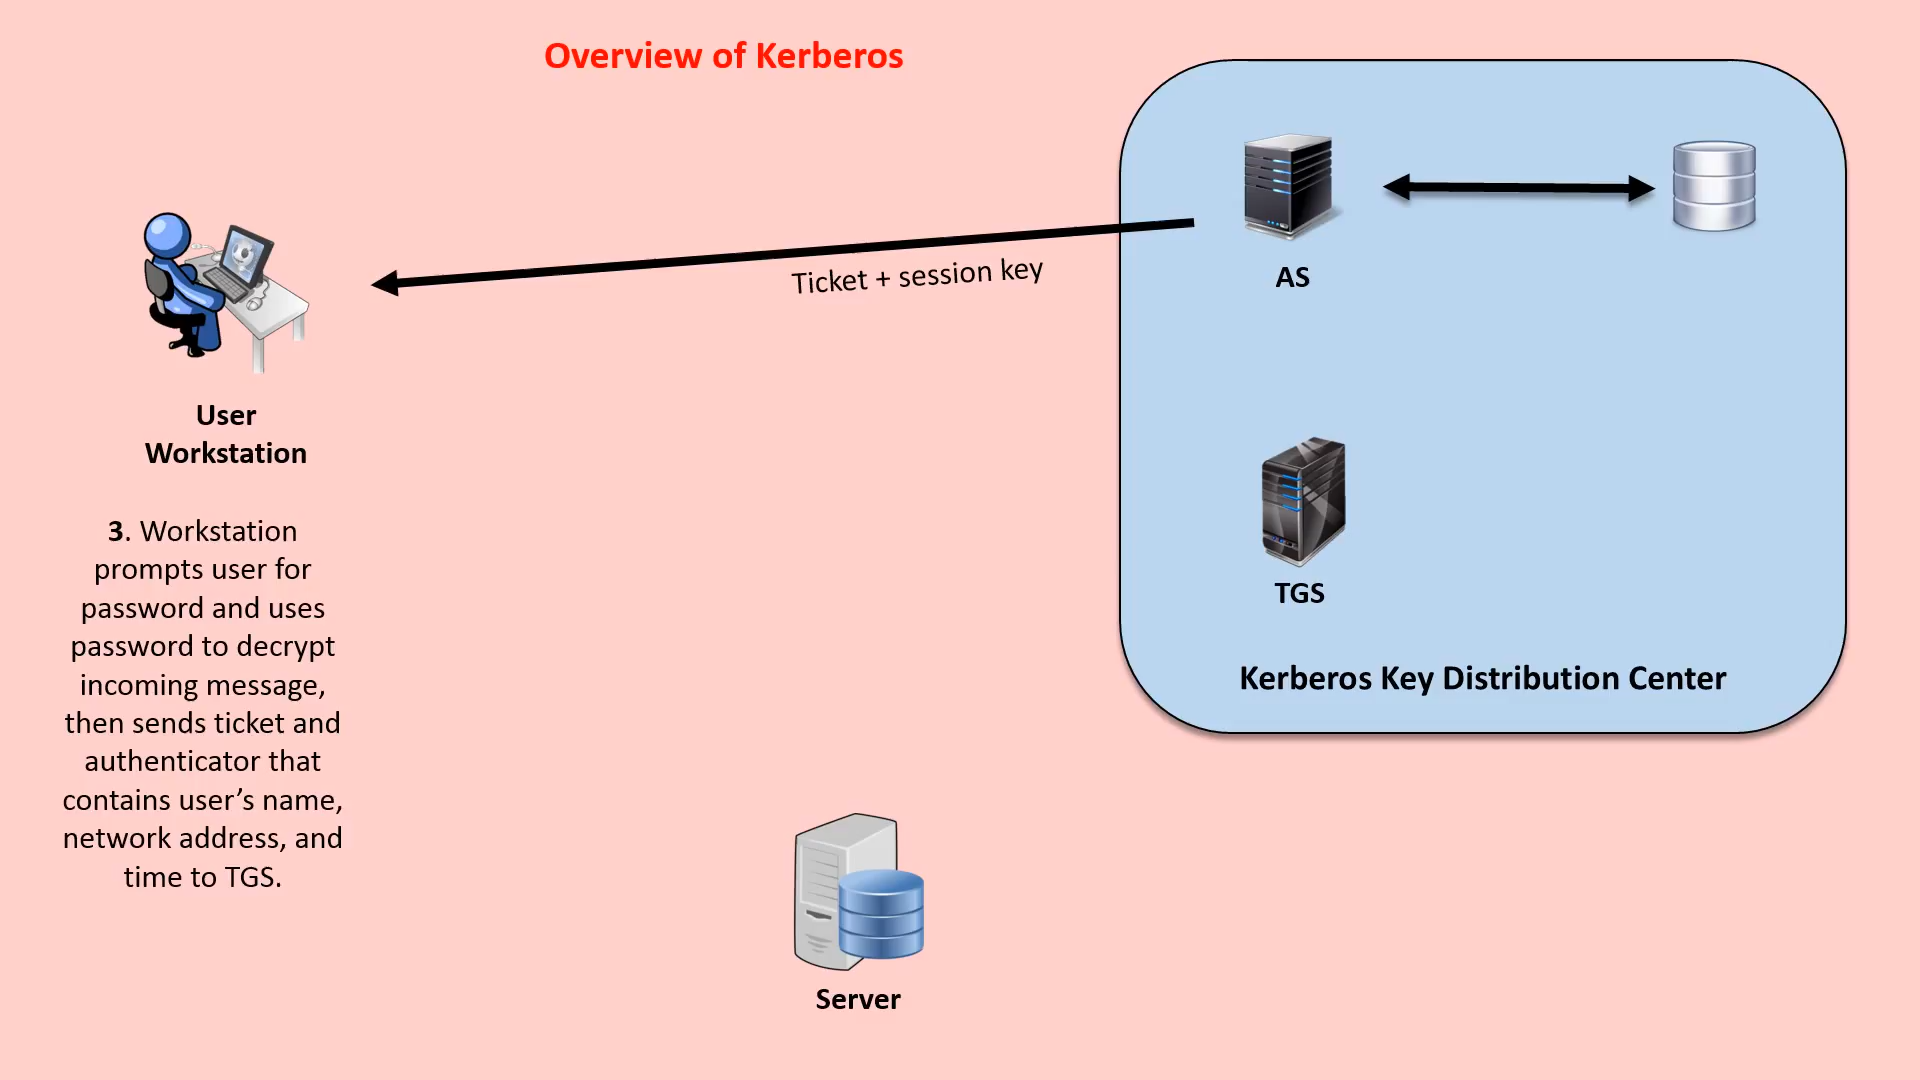 Overview of Kerberos
Ticket + session key
AS
User
Workstation
3. Workstation
prompts user for
password and uses
password to decrypt
incoming message,
then sends ticket and
authenticator that
contains user’s name,
network address, and
time to TGS.
TGS
Kerberos Key Distribution Center
Server